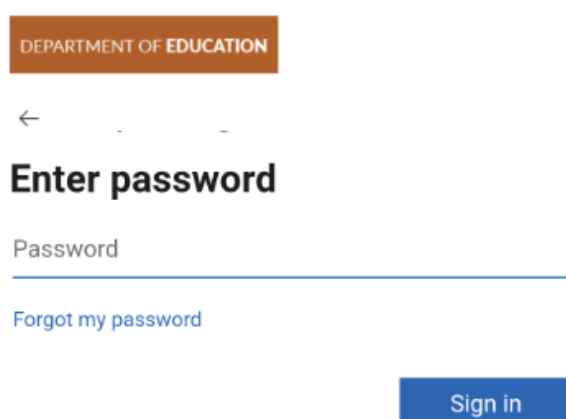 DEPARTMENT OF EDUCATION
Enter password
Password
Forgot my password
Sign in